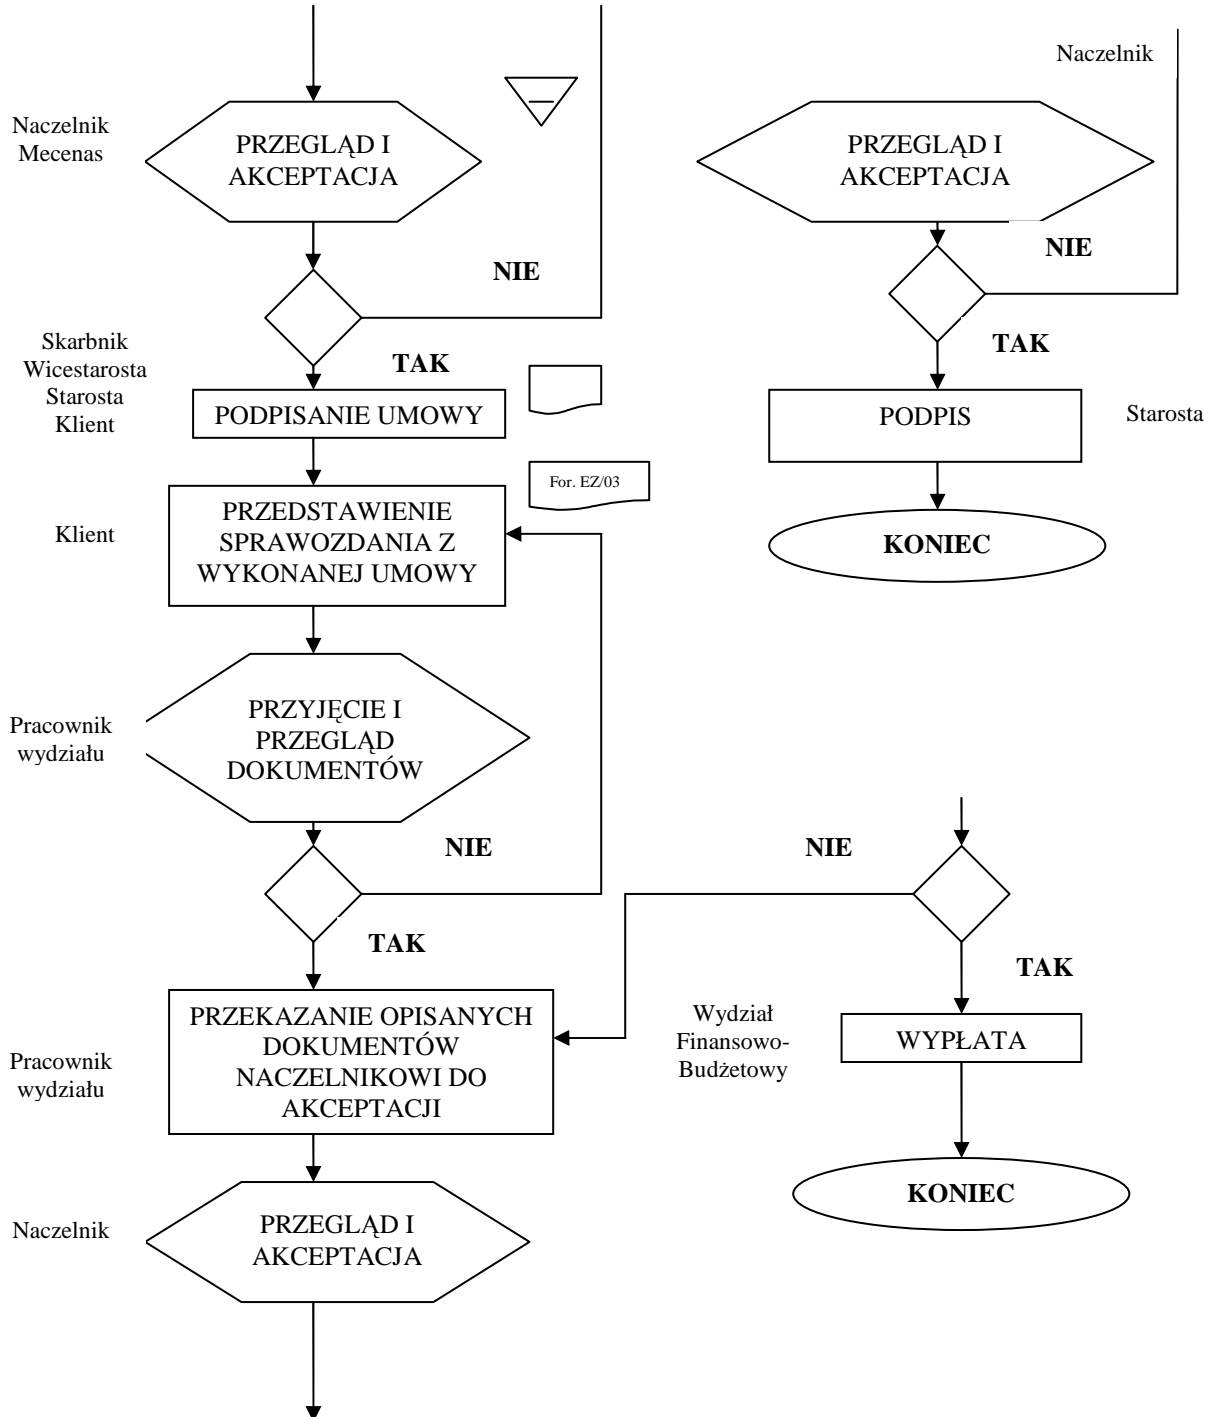 Naczelnik
Mecenas
PRZEGLĄD I
AKCEPTACJA
NIE
Skarbnik
Wicestarosta
Starosta
Klient
TAK
PODPISANIE UMOWY
For. EZ/03
Klient
PRZEDSTAWIENIE
SPRAWOZDANIA Z
WYKONANEJ UMOWY
Pracownik
wydziału
PRZYJĘCIE I
PRZEGLĄD
DOKUMENTÓW
NIE
TAK
Pracownik
wydziału
PRZEKAZANIE OPISANYCH
DOKUMENTÓW
NACZELNIKOWI DO
AKCEPTACJI
Naczelnik
PRZEGLĄD I
AKCEPTACJA
Naczelnik
PRZEGLĄD I
AKCEPTACJA
NIE
TAK
PODPIS
Starosta
KONIEC
NIE
TAK
Wydział
Finansowo-
Budżetowy
WYPŁATA
KONIEC